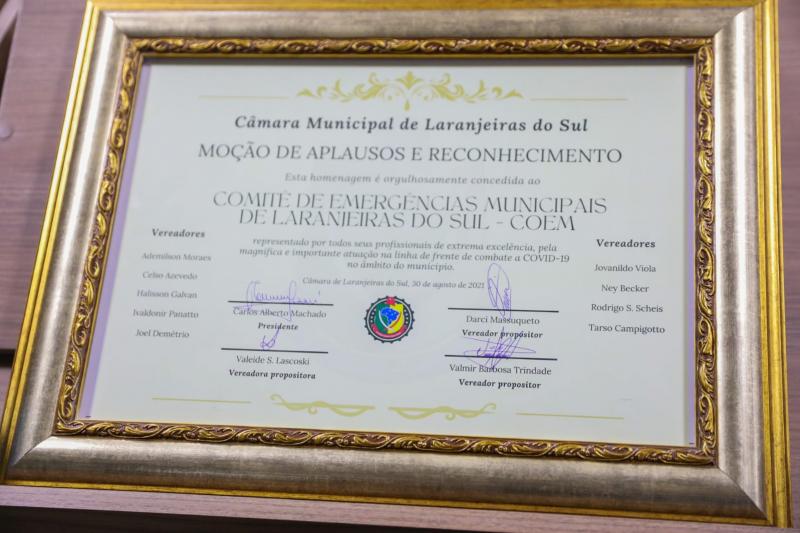 Câmara Municipal de Laranjeiras do Sul
MOÇÃO DE APLAUSOS E RECONHECIMENTO
Esta homenagem é orgulhosamente concedida ao
COMITÊ DE EMERGÊNCIAS MUNICIPAIS
DE LARANJEIRAS DO SUL - COEM
representado por todos seus profissionais de extrema excelência, pela
magnífica e importante atuação na linha de frente de combate a COVID-19
no âmbito do município.
Câmara de Laranjeiras do Sul, 30 de agosto de 2021
Vereadores
Ademilson Moraes
Celso Azevedo
Halisson Galvan
Ivaldonir Panatto
Joel Demétrio
Carlos Alberto Machado
Presidente
Valeide S. Lascoski
Vereadora propositora
Darci Massuqueto
Vereador propositor
Valmir Barbosa Trindade
Vereador propositor
Vereadores
Jovanildo Viola
Ney Becker
Rodrigo S. Scheis
Tarso Campigotto